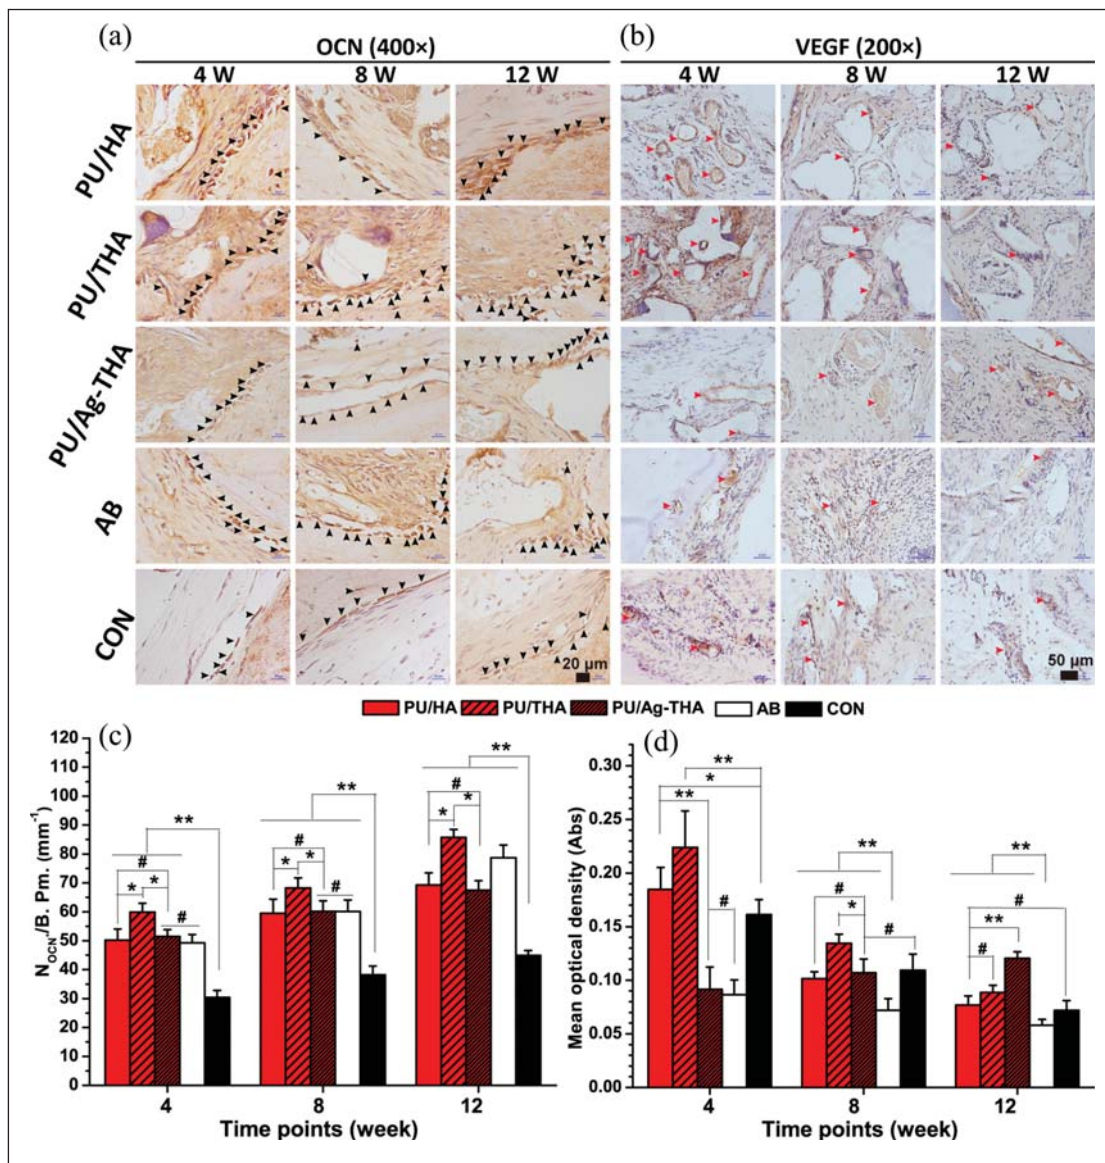 (a) OCN (400×)
4 W 8 W 12 W
(b) VEGF (200×)
4 W 8 W 12 W
PU/HA
PU/THA
PU/Ag-THA
AB
CON
20 μm
50 μm
PU/HA PU/THA PU/Ag-THA AB CON
(c)
N_OCN⁺/B. Pm. (mm⁻¹)
120
110
100
90
80
70
60
50
40
30
20
10
0
# * * # **
# * * # **
# * * **
4 8 12
Time points (week)
(d)
Mean optical density (Abs)
0.30
0.25
0.20
0.15
0.10
0.05
0.00
** * ** #
** # * #
** # ** #
4 8 12
Time points (week)